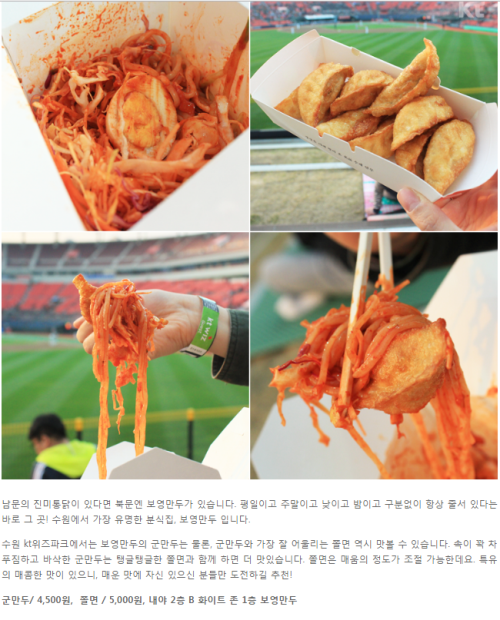 남문의 진미통닭이 있다면 북문엔 보영만두가 있습니다. 평일이고 주말이고 낮이고 밤이고 구분없이 항상 줄서 있다는
바로 그 곳! 수원에서 가장 유명한 분식집, 보영만두 입니다.
수원 kt위즈파크에서는 보영만두의 군만두는 물론, 군만두와 가장 잘 어울리는 쫄면 역시 맛볼 수 있습니다. 속이 꽉 차
푸짐하고 바삭한 군만두는 탱글탱글한 쫄면과 함께 하면 더 맛있습니다. 쫄면은 매움의 정도가 조절 가능한데요. 특유
의 매콤한 맛이 있으니, 매운 맛에 자신 있으신 분들만 도전하길 추천!
군만두/ 4,500원, 쫄면 / 5,000원, 내야 2층 B 화이트 존 1층 보영만두